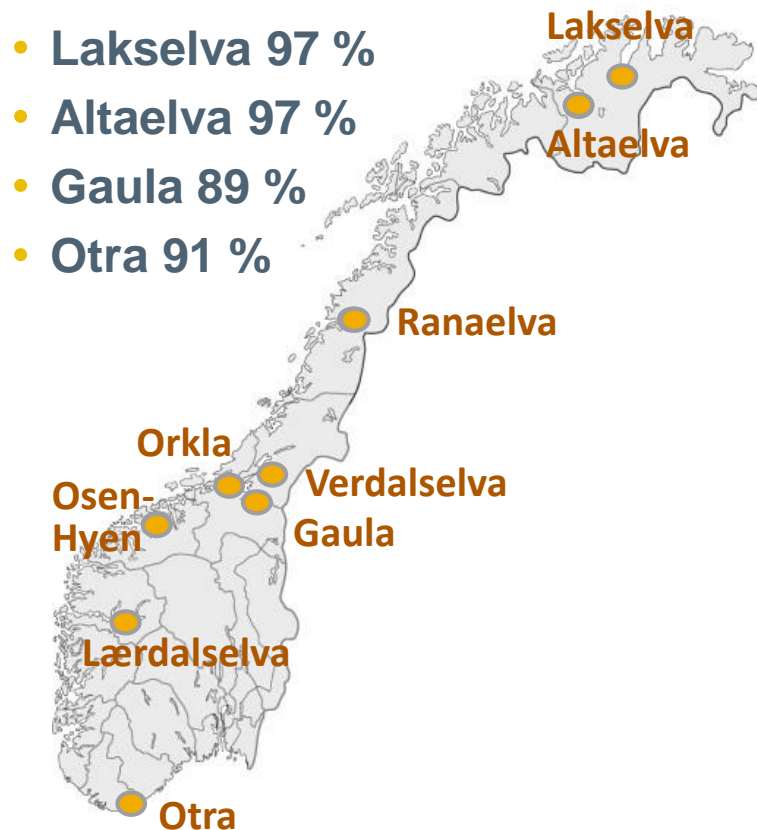 • Lakselva 97 %
• Altaelva 97 %
• Gaula 89 %
• Otra 91 %
Lakselva
Altaelva
Ranaelva
Orkla
Verdalselva
Osen-
Hyen
Gaula
Lærdalselva
Otra